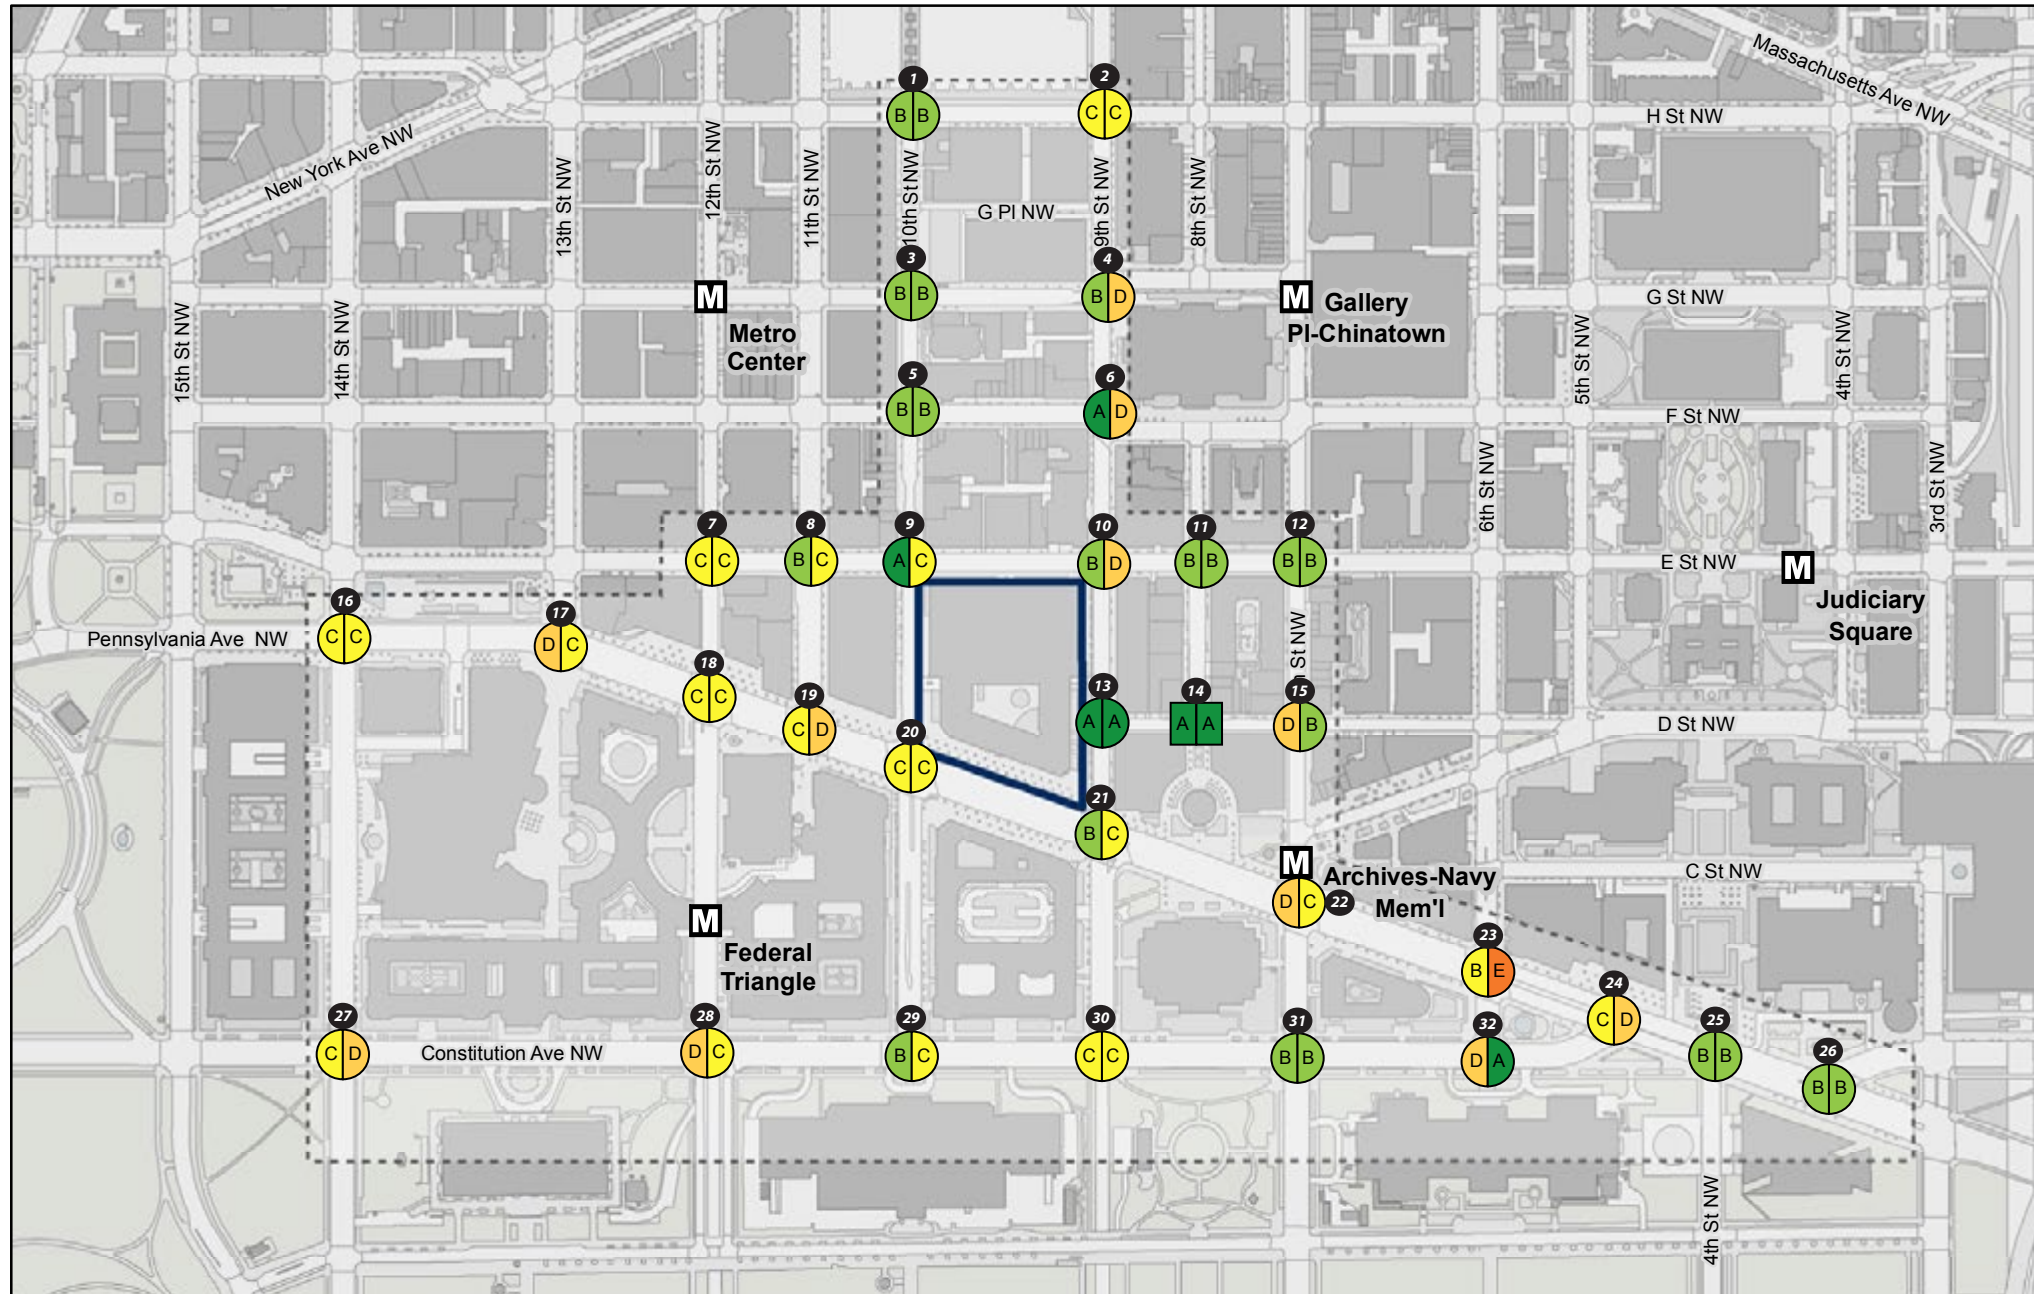 Massachusetts Ave NW
1
2
B B
C C
H St NW
New York Ave NW
12th St NW
13th St NW
11th St NW
10th St NW
9th St NW
8th St NW
G Pl NW
3
4
B B
B D
M
Metro
Center
M
Gallery
Pl-Chinatown
G St NW
15th St NW
14th St NW
5th St NW
4th St NW
5
6
B B
A D
F St NW
6th St NW
3rd St NW
7
8
9
10
11
12
C C
B C
A C
B D
B B
B B
E St NW
M
Judiciary
Square
16
17
C C
D C
Pennsylvania Ave NW
St NW
18
19
20
C C
C D
C C
13
14
15
A A
A A
D B
D St NW
21
B C
M
Archives-Navy
Mem'l
D C
22
C St NW
M
Federal
Triangle
23
B E
24
C D
25
B B
26
B B
27
28
29
30
31
32
C D
D C
B C
C C
B B
D A
Constitution Ave NW
4th St NW